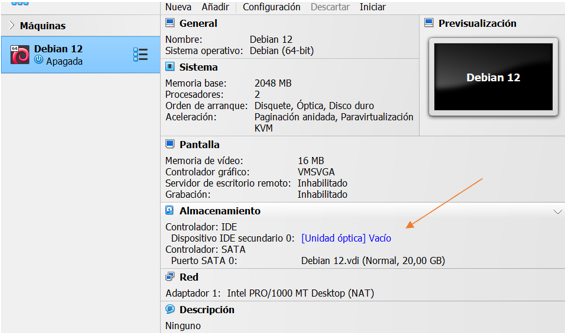 Nueva Añadir Configuración Descartar Iniciar
Máquinas
Debian 12
Apagada
General
Nombre: Debian 12
Sistema operativo: Debian (64-bit)
Sistema
Memoria base: 2048 MB
Procesadores: 2
Orden de arranque: Disquete, Óptica, Disco duro
Aceleración: Paginación anidada, Paravirtualización
KVM
Pantalla
Memoria de vídeo: 16 MB
Controlador gráfico: VMSVGA
Servidor de escritorio remoto: Inhabilitado
Grabación: Inhabilitado
Almacenamiento
Controlador: IDE
Dispositivo IDE secundario 0: [Unidad óptica] Vacío
Controlador: SATA
Puerto SATA 0: Debian 12.vdi (Normal, 20,00 GB)
Red
Adaptador 1: Intel PRO/1000 MT Desktop (NAT)
Descripción
Ninguno
Previsualización
Debian 12